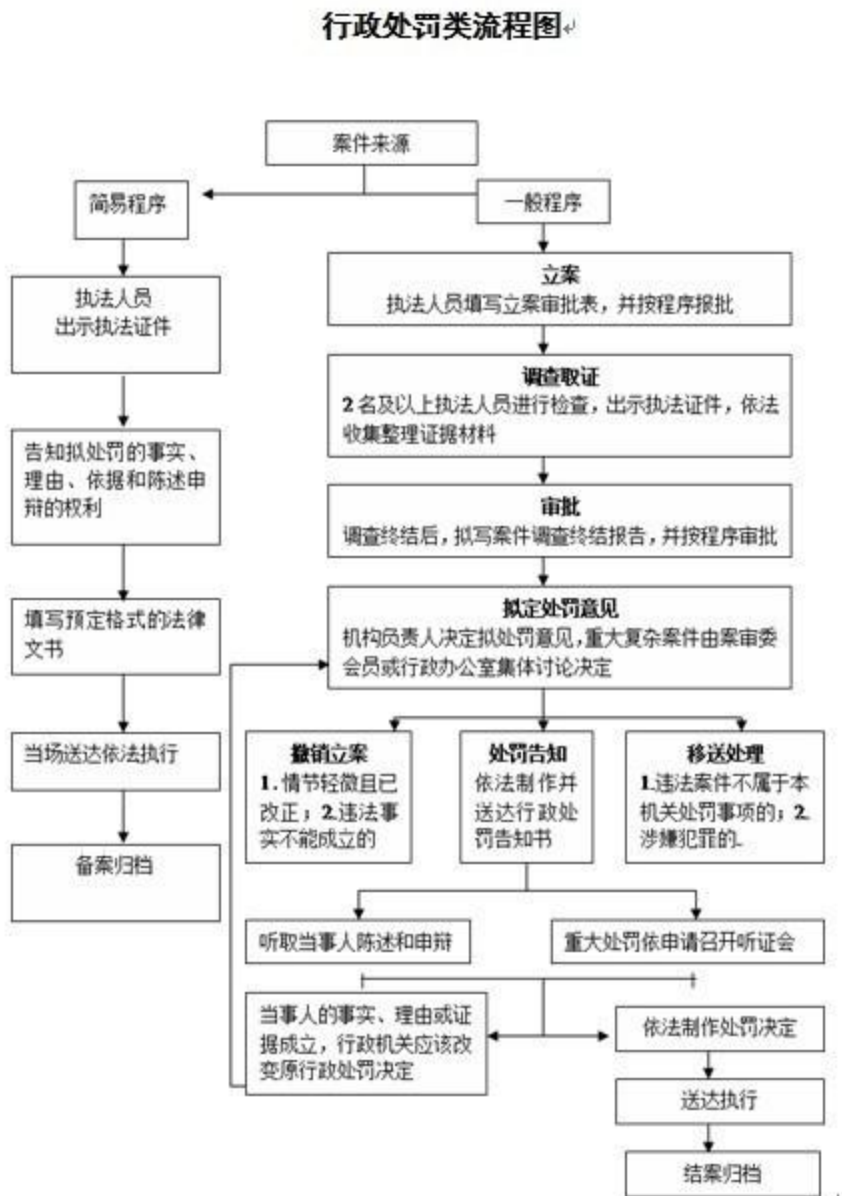 行政处罚类流程图
案件来源
简易程序
一般程序
执法人员
出示执法证件
告知拟处罚的事实、
理由、依据和陈述申
辩的权利
填写预定格式的法律
文书
当场送达依法执行
备案归档
立案
执法人员填写立案审批表，并按程序报批
调查取证
2 名及以上执法人员进行检查，出示执法证件，依法
收集整理证据材料
审批
调查终结后，拟写案件调查终结报告，并按程序审批
拟定处罚意见
机构负责人决定拟处罚意见，重大复杂案件由案审委
会员或行政办公室集体讨论决定
撤销立案
1.情节轻微且已
改正；2.违法事
实不能成立的
处罚告知
依法制作并
送达行政处
罚告知书
移送处理
1.违法案件不属于本
机关处罚事项的；2.
涉嫌犯罪的.
听取当事人陈述和申辩
重大处罚依申请召开听证会
当事人的事实、理由或证
据成立，行政机关应该改
变原行政处罚决定
依法制作处罚决定
送达执行
结案归档